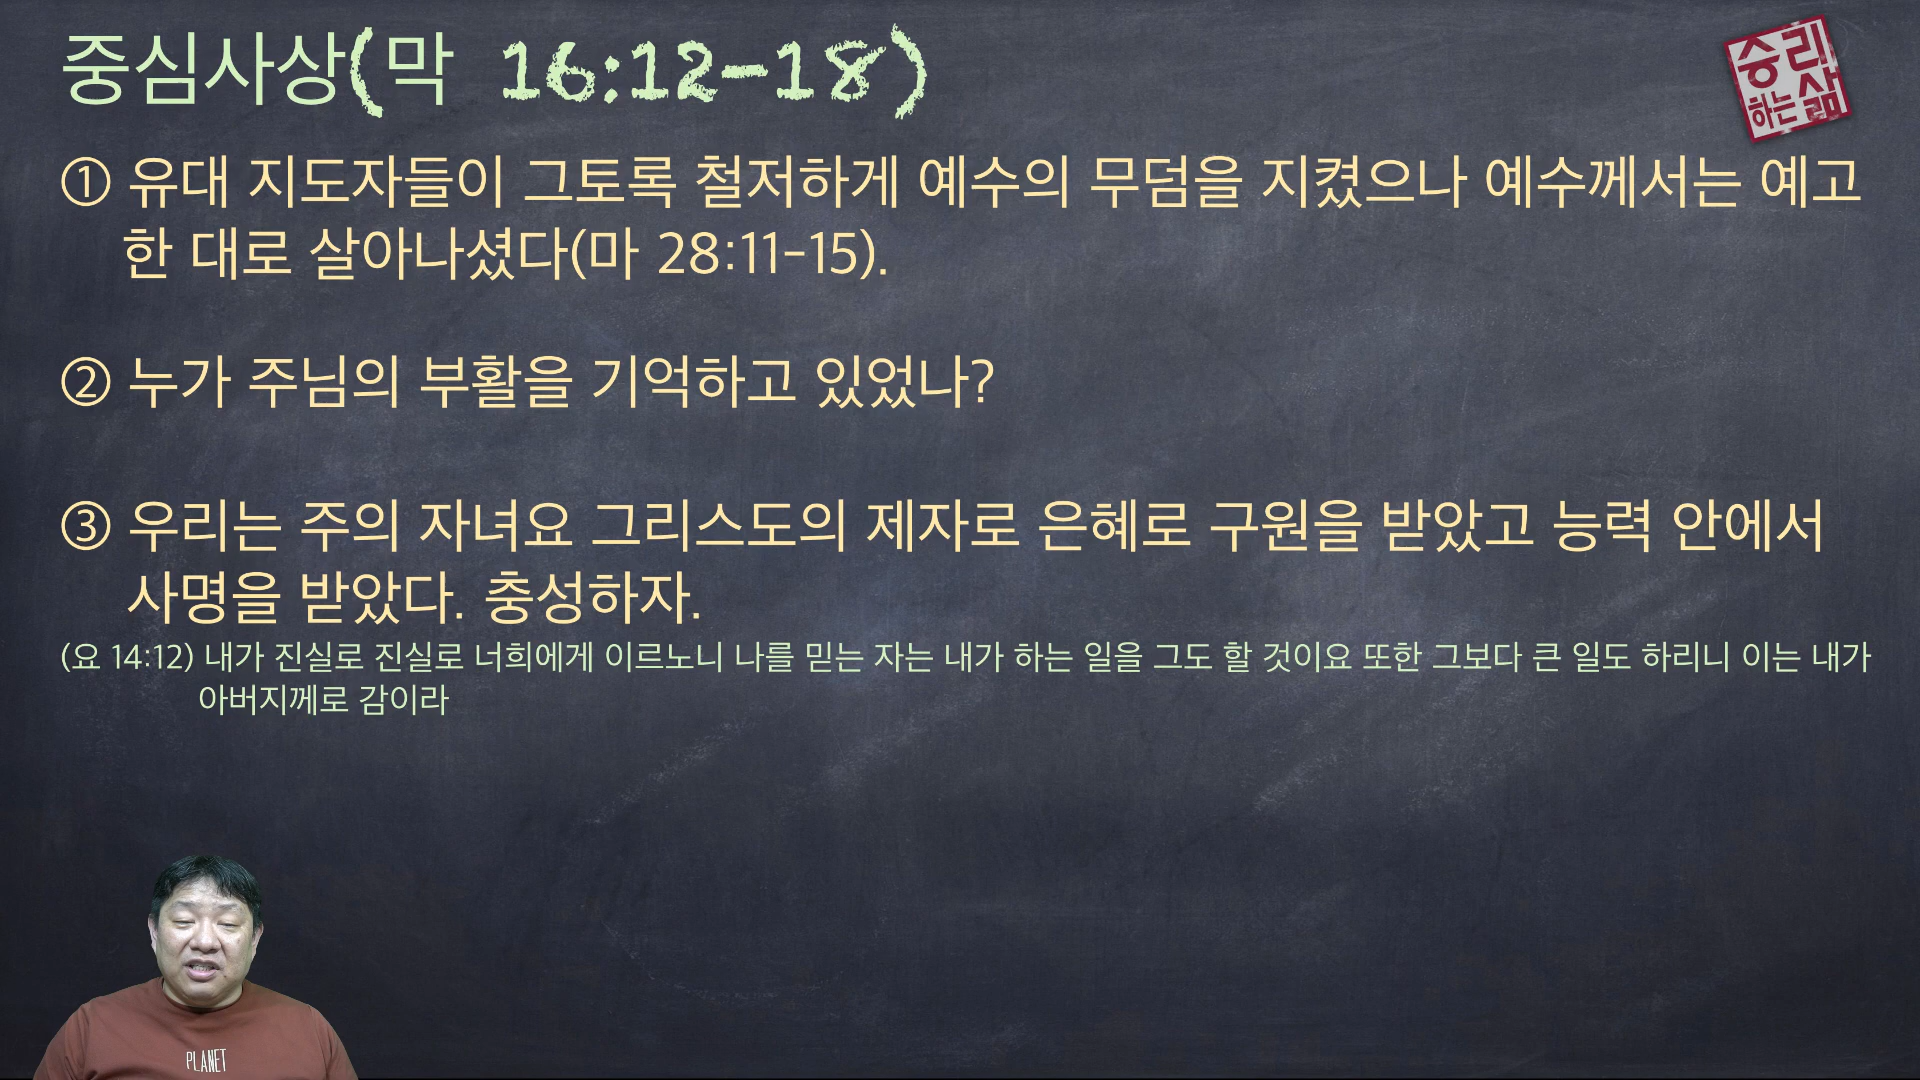 중심사상(막 16:12-18)
승리
하는 삶
① 유대 지도자들이 그토록 철저하게 예수의 무덤을 지켰으나 예수께서는 예고
한 대로 살아나셨다(마 28:11-15).
② 누가 주님의 부활을 기억하고 있었나?
③ 우리는 주의 자녀요 그리스도의 제자로 은혜로 구원을 받았고 능력 안에서
사명을 받았다. 충성하자.
(요 14:12) 내가 진실로 진실로 너희에게 이르노니 나를 믿는 자는 내가 하는 일을 그도 할 것이요 또한 그보다 큰 일도 하리니 이는 내가
아버지께로 감이라
PLANET